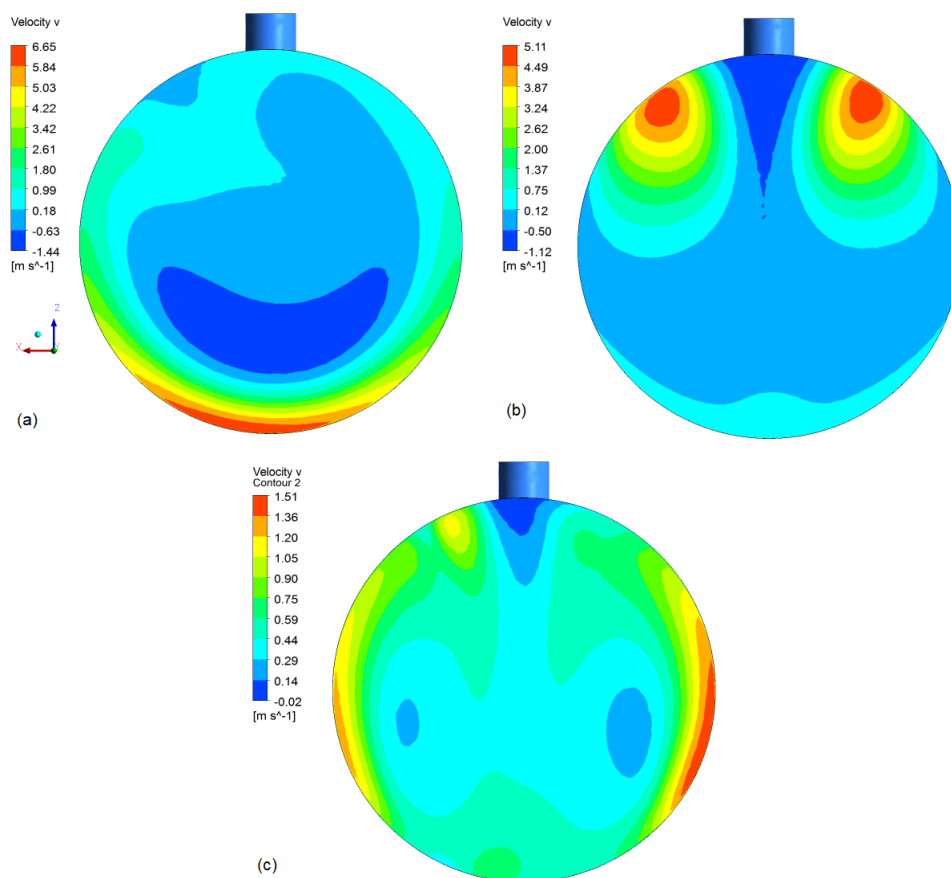 Velocity v
6.65
5.84
5.03
4.22
3.42
2.61
1.80
0.99
0.18
-0.63
-1.44
[m s^-1]
Z
X
Y
(a)
Velocity v
5.11
4.49
3.87
3.24
2.62
2.00
1.37
0.75
0.12
-0.50
-1.12
[m s^-1]
(b)
Velocity v
Contour 2
1.51
1.36
1.20
1.05
0.90
0.75
0.59
0.44
0.29
0.14
-0.02
[m s^-1]
(c)